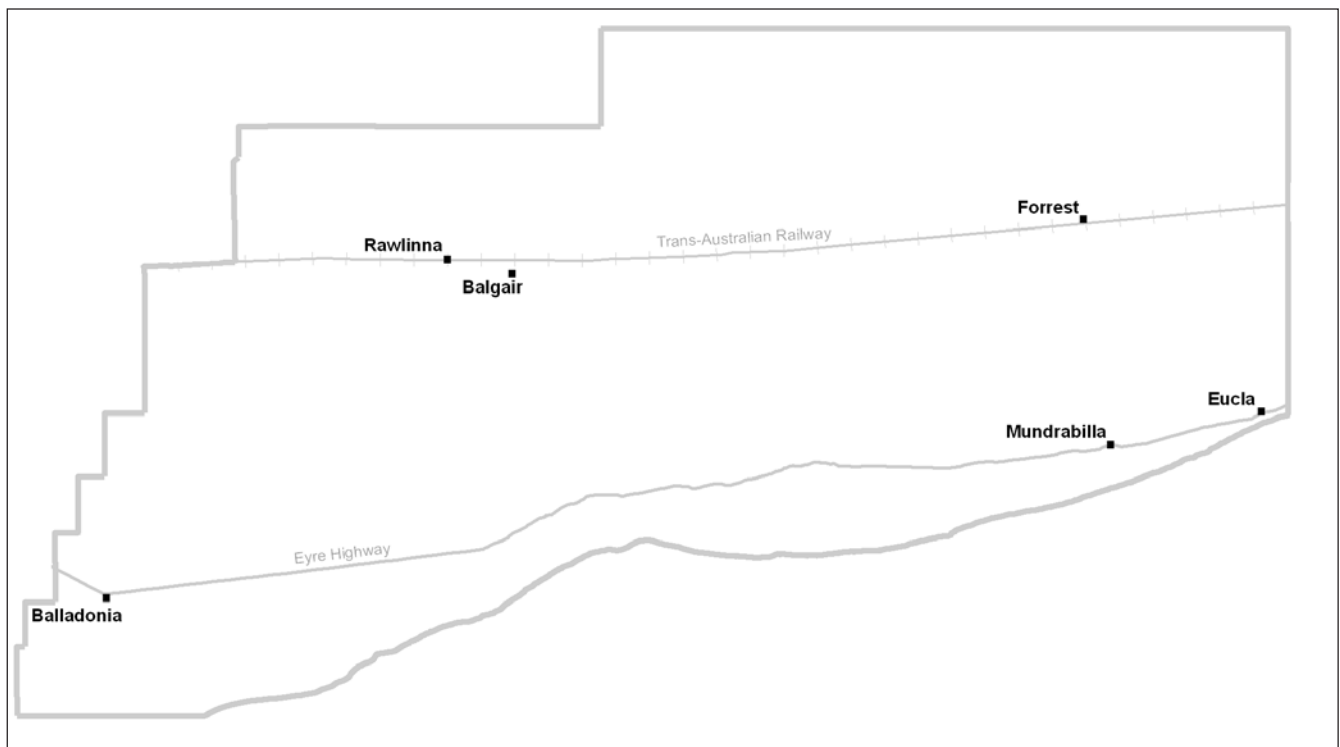 Forrest
Trans-Australian Railway
Rawlinna
Balgair
Eucla
Mundrabilla
Eyre Highway
Balladonia